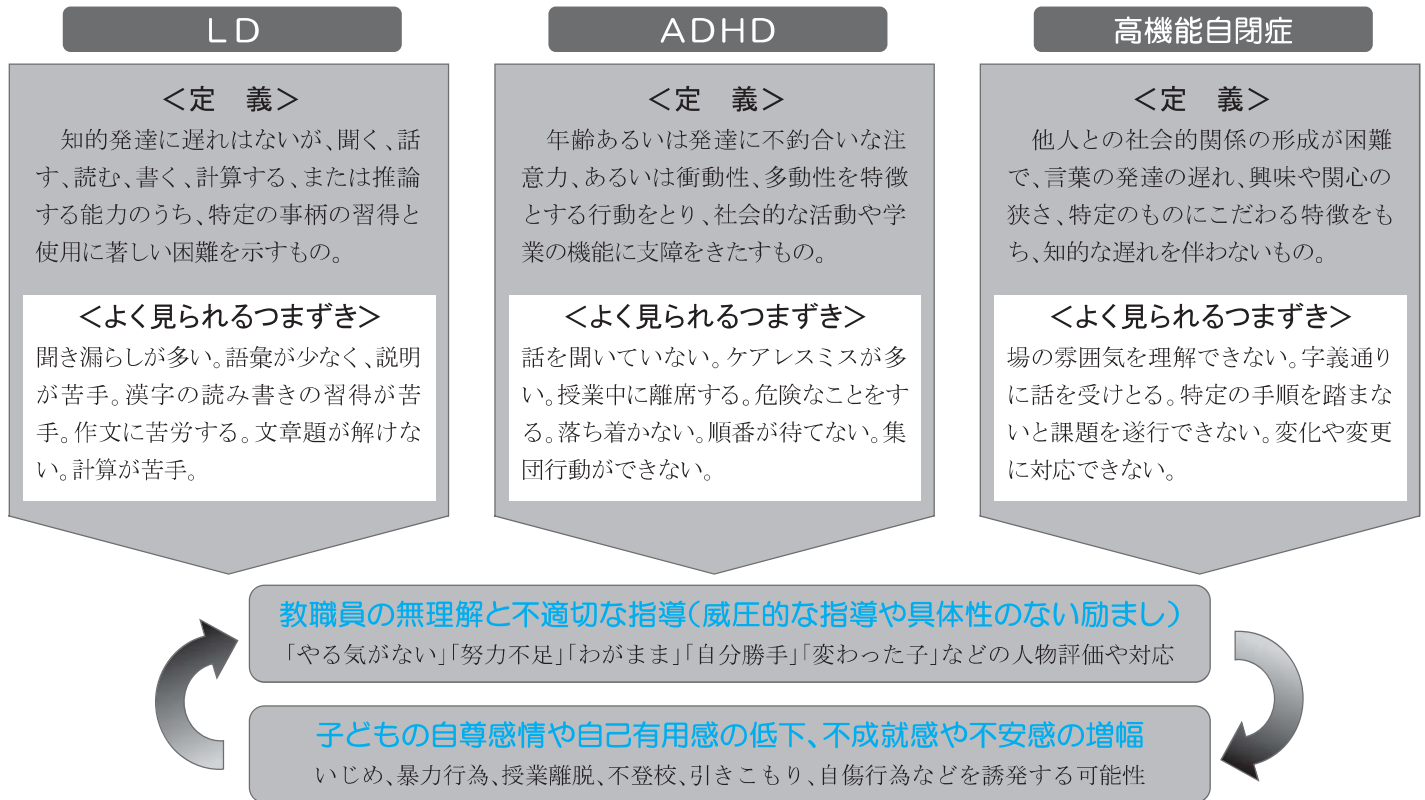 LD
<定　義>
知的発達に遅れはないが、聞く、話
す、読む、書く、計算する、または推論
する能力のうち、特定の事柄の習得と
使用に著しい困難を示すもの。
<よく見られるつまずき>
聞き漏らしが多い。語彙が少なく、説明
が苦手。漢字の読み書きの習得が苦
手。作文に苦労する。文章題が解けな
い。計算が苦手。
ADHD
<定　義>
年齢あるいは発達に不釣合いな注
意力、あるいは衝動性、多動性を特徴
とする行動をとり、社会的な活動や学
業の機能に支障をきたすもの。
<よく見られるつまずき>
話を聞いていない。ケアレスミスが多
い。授業中に離席する。危険なことをす
る。落ち着かない。順番が待てない。集
団行動ができない。
高機能自閉症
<定　義>
他人との社会的関係の形成が困難
で、言葉の発達の遅れ、興味や関心の
狭さ、特定のものにこだわる特徴をも
ち、知的な遅れを伴わないもの。
<よく見られるつまずき>
場の雰囲気を理解できない。字義通り
に話を受けとる。特定の手順を踏まな
いと課題を遂行できない。変化や変更
に対応できない。
教職員の無理解と不適切な指導(威圧的な指導や具体性のない励まし)
「やる気がない」「努力不足」「わがまま」「自分勝手」「変わった子」などの人物評価や対応
子どもの自尊感情や自己有用感の低下、不成就感や不安感の増幅
いじめ、暴力行為、授業離脱、不登校、引きこもり、自傷行為などを誘発する可能性